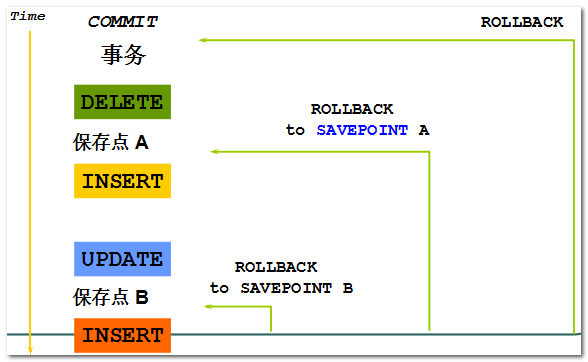 Time
COMMIT
ROLLBACK
事务
DELETE
ROLLBACK
to SAVEPOINT A
保存点 A
INSERT
UPDATE
ROLLBACK
to SAVEPOINT B
保存点 B
INSERT